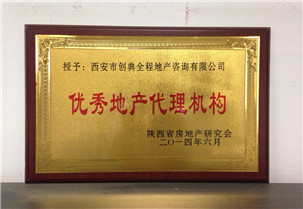 授予：西安市创典全程地产咨询有限公司
优秀地产代理机构
陕西省房地产研究会
二〇一四年六月